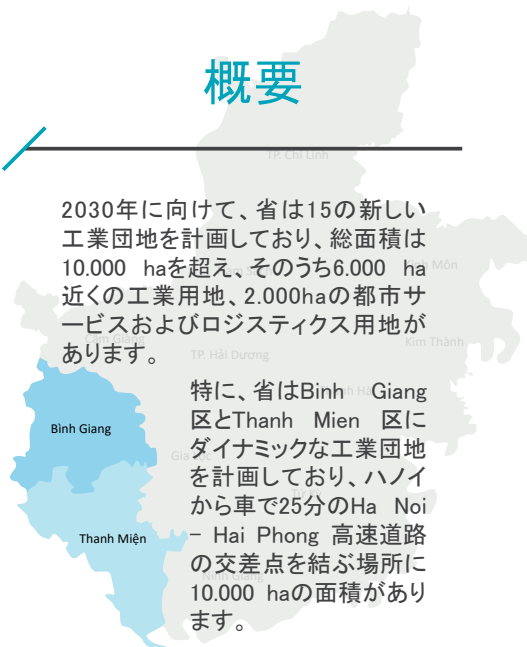 概要
TP. Chí Linh
2030年に向けて、省は15の新しい
工業団地を計画しており、総面積は
10.000 haを超え、そのうち6.000 ha
近くの工業用地、2.000haの都市サ
ービスおよびロジスティクス用地が
あります。
Kinh Môn
Cẩm Giàng
Kim Thành
TP. Hải Dương
特に、省はBinh Giang
区とThanh Mien 区に
ダイナミックな工業団地
を計画しており、ハノイ
から車で25分のHa Noi
- Hai Phong 高速道路
の交差点を結ぶ場所に
10.000 haの面積があり
ます。
Bình Giang
Thanh Miện
Ninh Giang